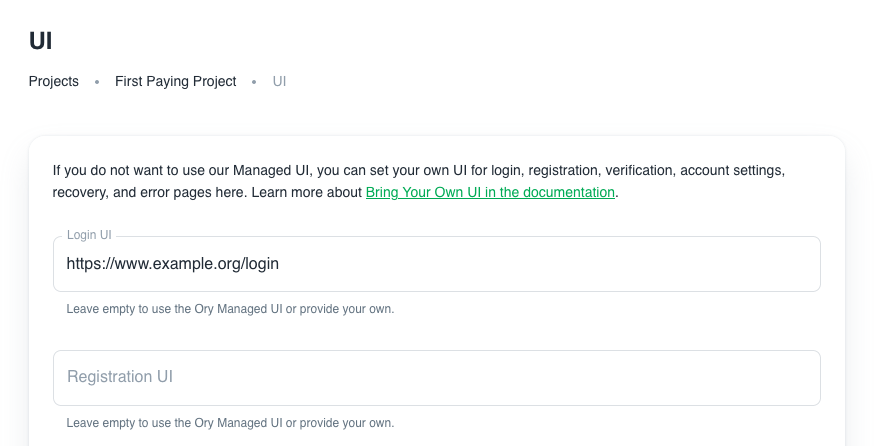 UI
Projects • First Paying Project • UI
If you do not want to use our Managed UI, you can set your own UI for login, registration, verification, account settings,
recovery, and error pages here. Learn more about Bring Your Own UI in the documentation.
Login UI
https://www.example.org/login
Leave empty to use the Ory Managed UI or provide your own.
Registration UI
Leave empty to use the Ory Managed UI or provide your own.